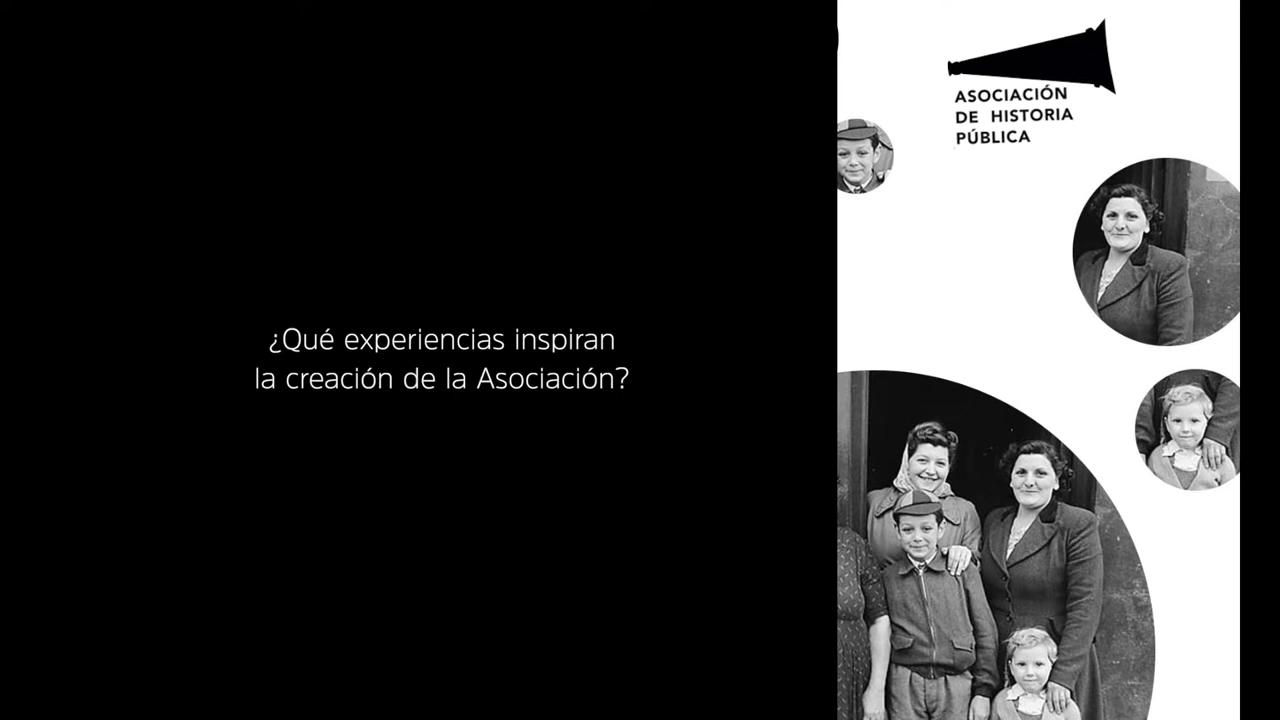 ¿Qué experiencias inspiran
la creación de la Asociación?
ASOCIACIÓN
DE HISTORIA
PÚBLICA